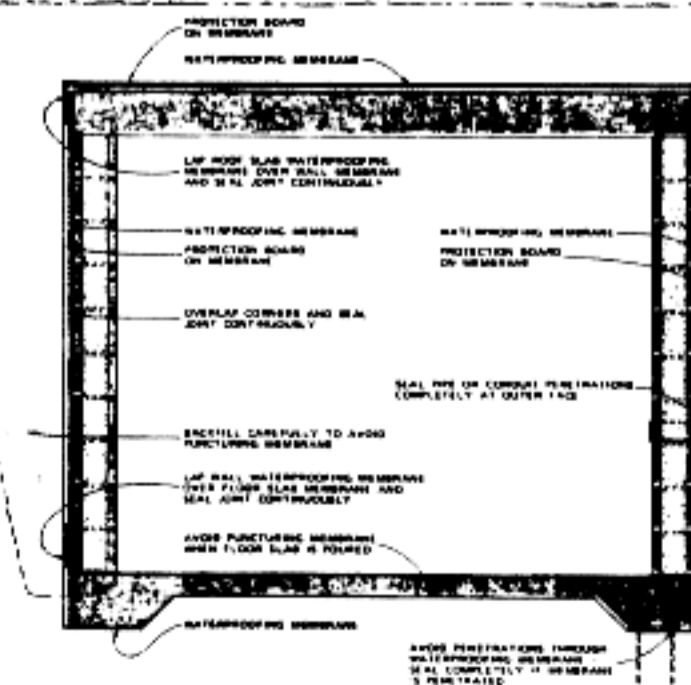 PROTECTION BOARD
ON MEMBRANE
WATERPROOFING MEMBRANE
LAP ROOF SLAB WATERPROOFING
MEMBRANE OVER WALL MEMBRANE
AND SEAL JOINT CONTINUOUSLY
WATERPROOFING MEMBRANE
PROTECTION BOARD
ON MEMBRANE
WATERPROOFING MEMBRANE
PROTECTION BOARD
ON MEMBRANE
OVERLAP CORNERS AND SEAL
JOINT CONTINUOUSLY
SEAL PIPE OR CONDUIT PENETRATIONS
COMPLETELY AT OUTER FACE
BACKFILL CAREFULLY TO AVOID
PUNCTURING MEMBRANE
LAP WALL WATERPROOFING MEMBRANE
OVER FLOOR SLAB MEMBRANE AND
SEAL JOINT CONTINUOUSLY
AVOID PUNCTURING MEMBRANE
WHEN FLOOR SLAB IS POURED
WATERPROOFING MEMBRANE
AVOID PENETRATIONS THROUGH
WATERPROOFING MEMBRANE
SEAL COMPLETELY IF MEMBRANE
IS PENETRATED